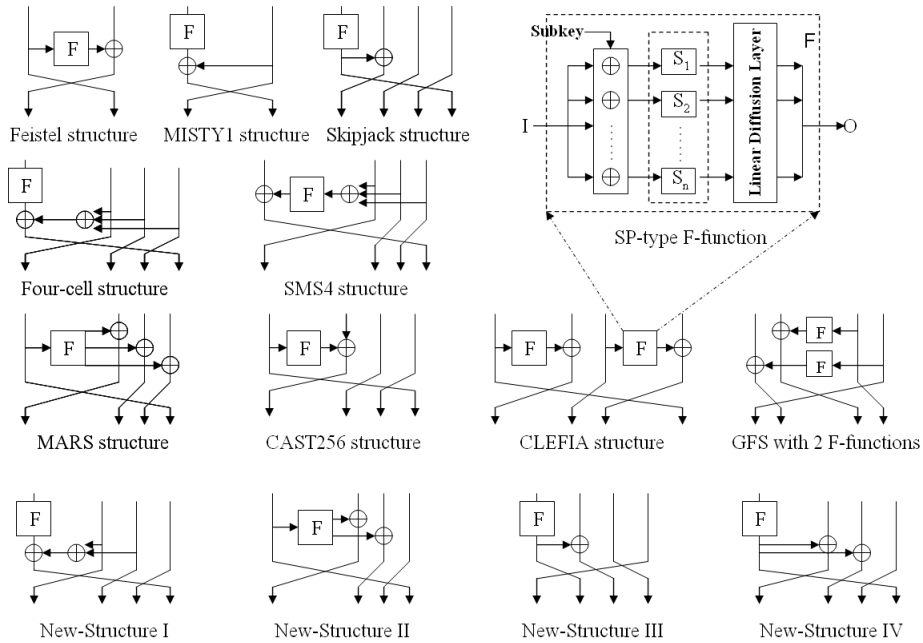 F
Feistel structure
F
MISTY1 structure
F
Skipjack structure
Subkey
F
I
S1
S2
Sn
Linear Diffusion Layer
O
SP-type F-function
F
Four-cell structure
F
SMS4 structure
F
MARS structure
F
CAST256 structure
F
F
CLEFIA structure
F
F
GFS with 2 F-functions
F
New-Structure I
F
New-Structure II
F
New-Structure III
F
New-Structure IV